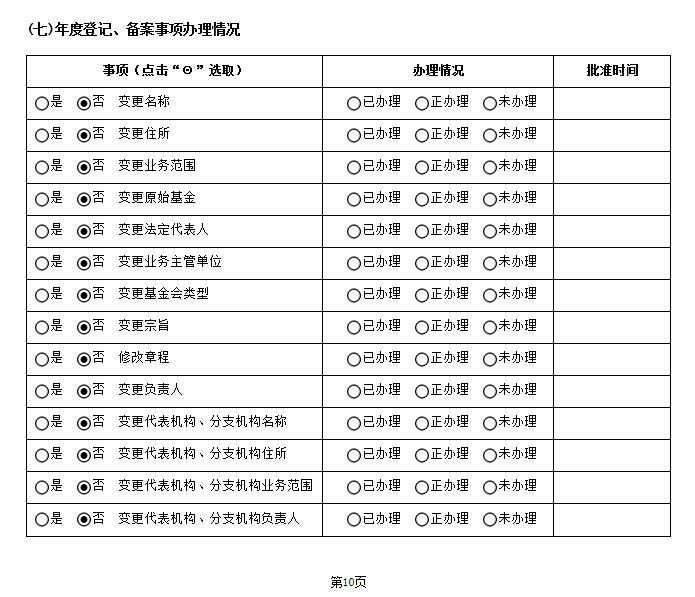 (七)年度登记、备案事项办理情况
事项（点击“⊙”选取） 办理情况 批准时间
○是 ⊙否 变更名称 ○已办理 ○正办理 ○未办理
○是 ⊙否 变更住所 ○已办理 ○正办理 ○未办理
○是 ⊙否 变更业务范围 ○已办理 ○正办理 ○未办理
○是 ⊙否 变更原始基金 ○已办理 ○正办理 ○未办理
○是 ⊙否 变更法定代表人 ○已办理 ○正办理 ○未办理
○是 ⊙否 变更业务主管单位 ○已办理 ○正办理 ○未办理
○是 ⊙否 变更基金会类型 ○已办理 ○正办理 ○未办理
○是 ⊙否 变更宗旨 ○已办理 ○正办理 ○未办理
○是 ⊙否 修改章程 ○已办理 ○正办理 ○未办理
○是 ⊙否 变更负责人 ○已办理 ○正办理 ○未办理
○是 ⊙否 变更代表机构、分支机构名称 ○已办理 ○正办理 ○未办理
○是 ⊙否 变更代表机构、分支机构住所 ○已办理 ○正办理 ○未办理
○是 ⊙否 变更代表机构、分支机构业务范围 ○已办理 ○正办理 ○未办理
○是 ⊙否 变更代表机构、分支机构负责人 ○已办理 ○正办理 ○未办理
第10页